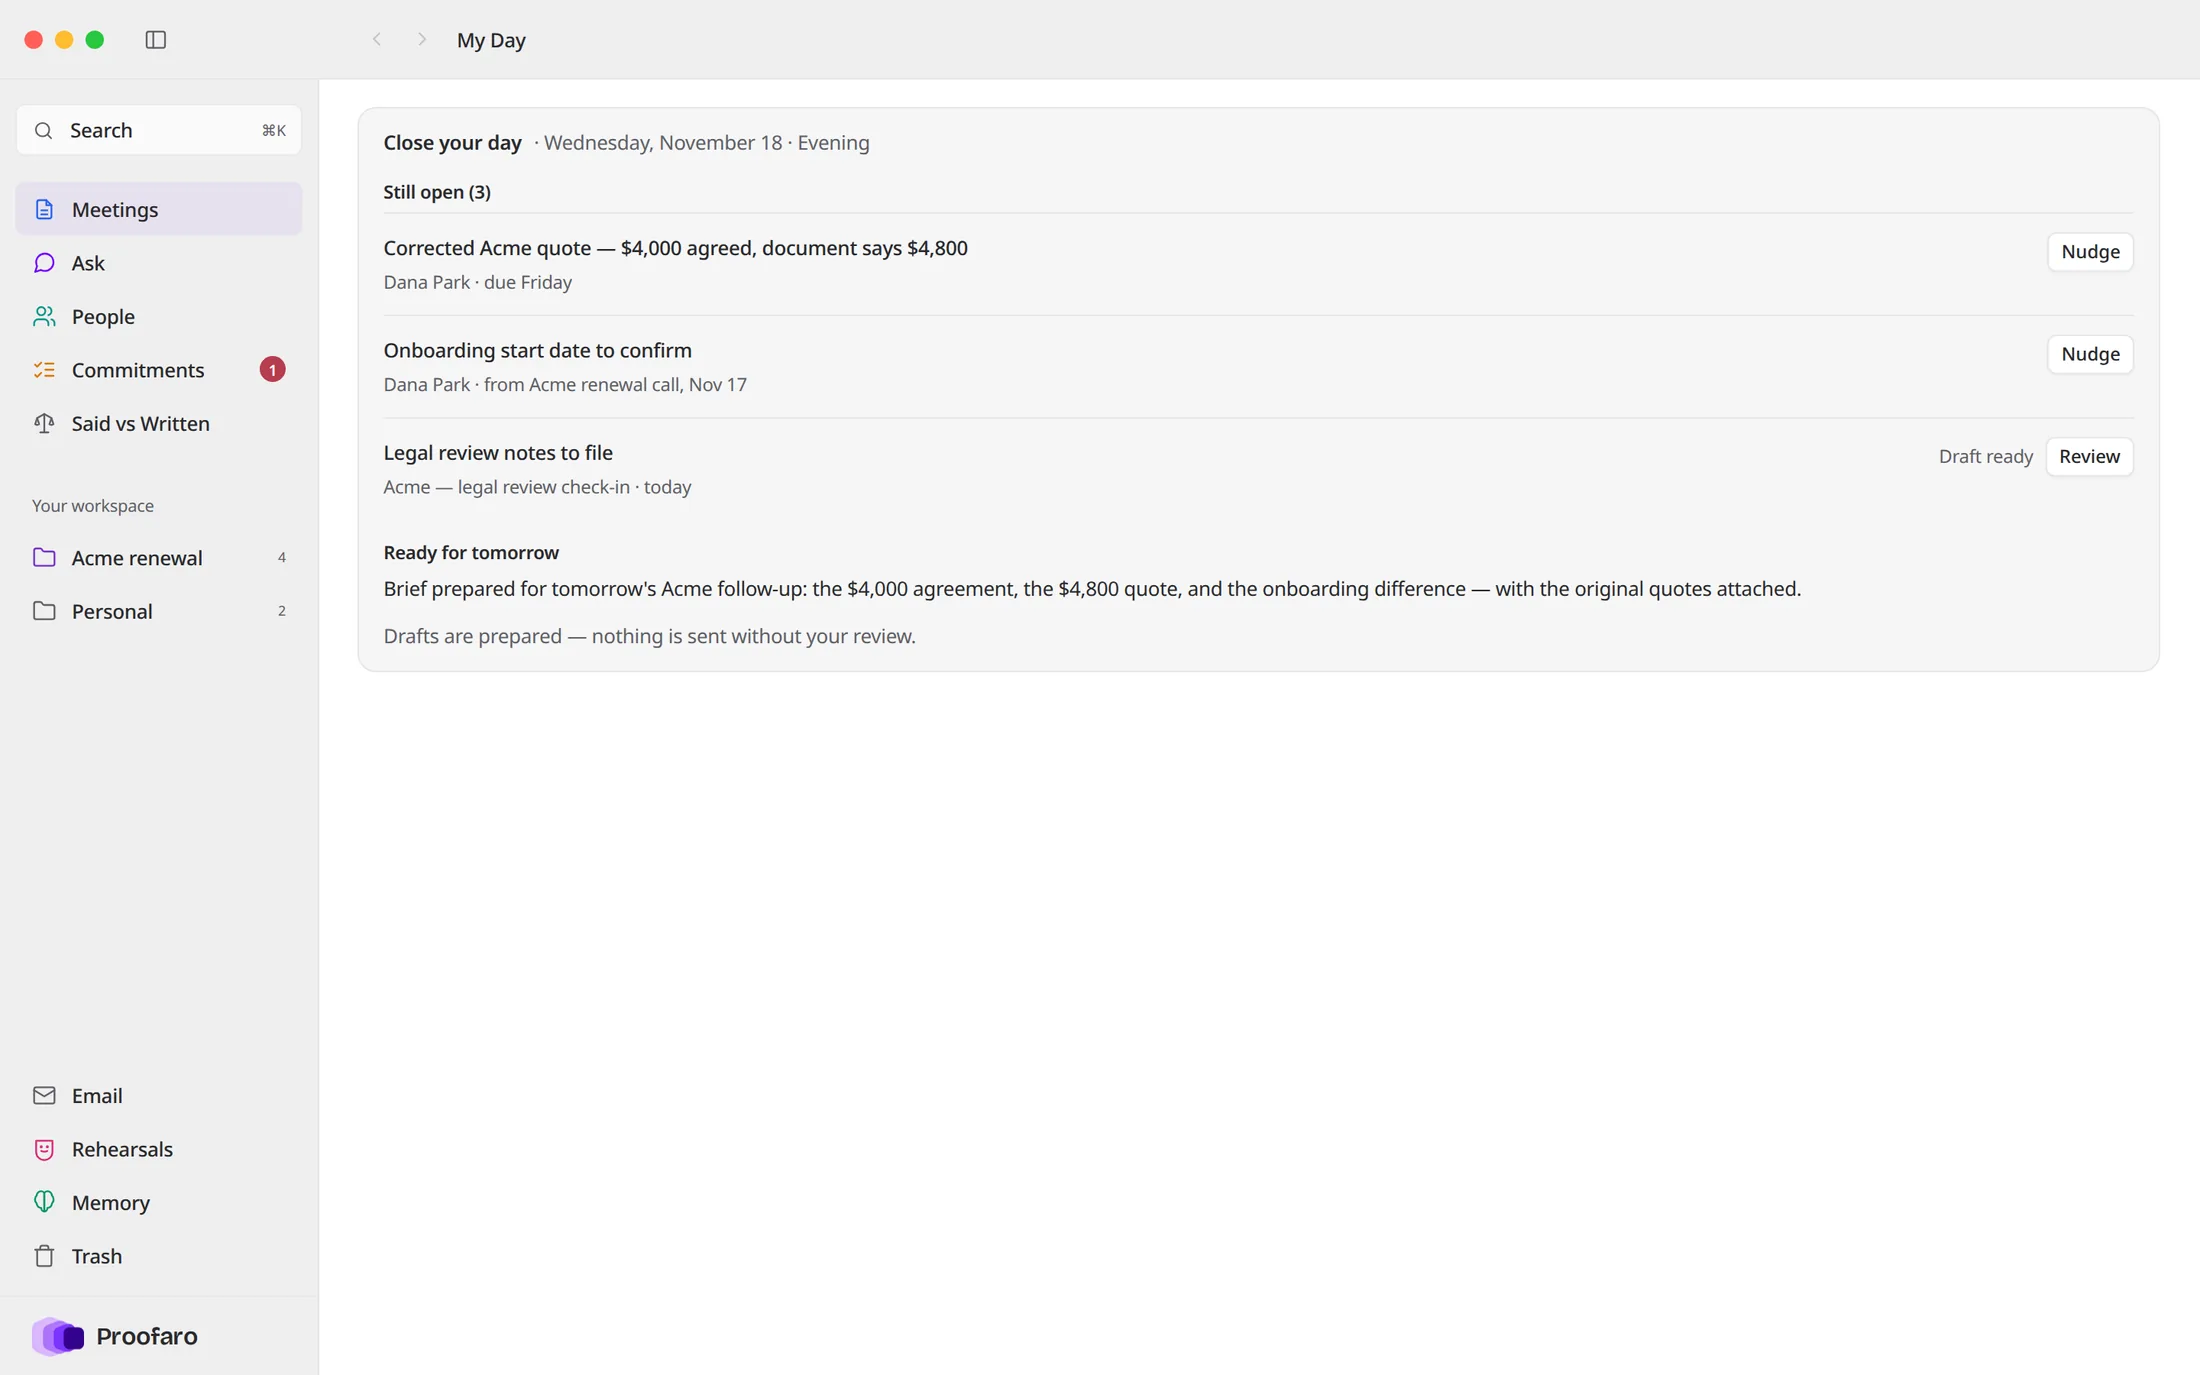 My Day
Search ⌘K
Meetings
Ask
People
Commitments 1
Said vs Written
Your workspace
Acme renewal 4
Personal 2
Email
Rehearsals
Memory
Trash
Proofaro
Close your day · Wednesday, November 18 · Evening
Still open (3)
Corrected Acme quote — $4,000 agreed, document says $4,800
Dana Park · due Friday
Nudge
Onboarding start date to confirm
Dana Park · from Acme renewal call, Nov 17
Nudge
Legal review notes to file
Acme — legal review check-in · today
Draft ready Review
Ready for tomorrow
Brief prepared for tomorrow's Acme follow-up: the $4,000 agreement, the $4,800 quote, and the onboarding difference — with the original quotes attached.
Drafts are prepared — nothing is sent without your review.